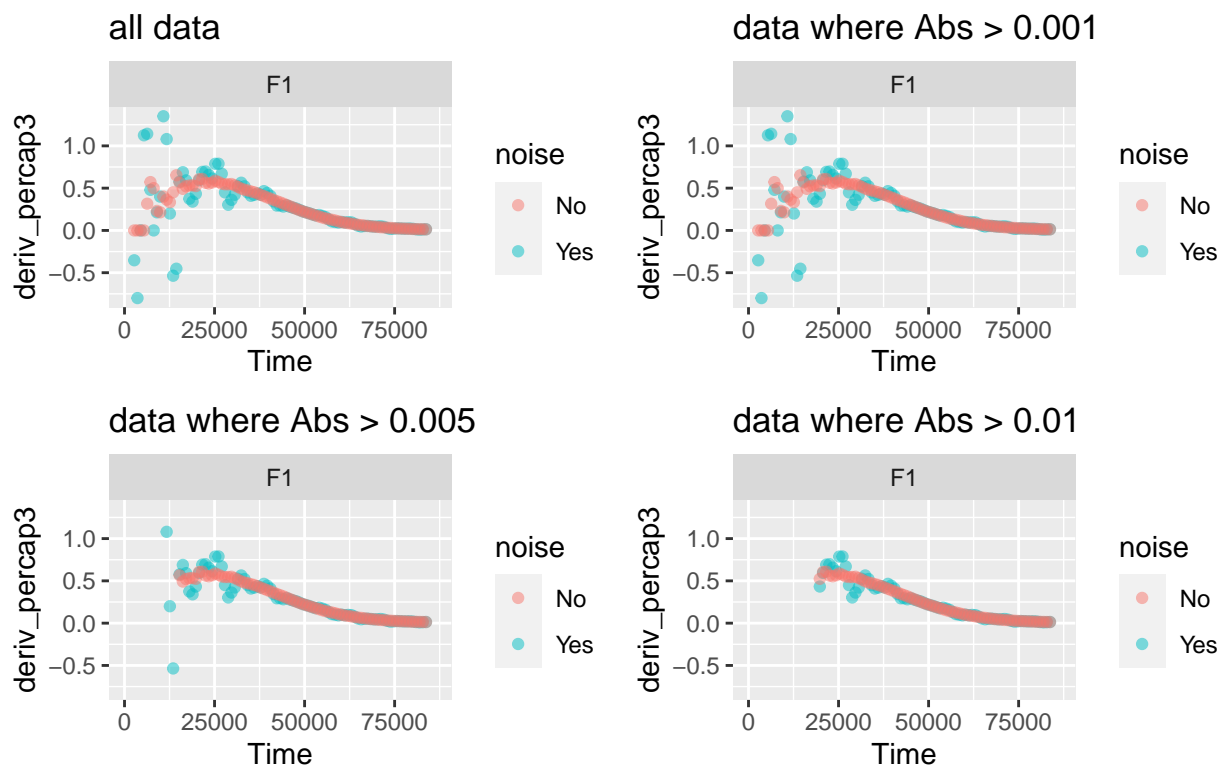 all data
F1
deriv_percap3
1.0
0.5
0.0
−0.5
0 25000 50000 75000
Time
noise
No
Yes
data where Abs > 0.001
F1
deriv_percap3
1.0
0.5
0.0
−0.5
0 25000 50000 75000
Time
noise
No
Yes
data where Abs > 0.005
F1
deriv_percap3
1.0
0.5
0.0
−0.5
0 25000 50000 75000
Time
noise
No
Yes
data where Abs > 0.01
F1
deriv_percap3
1.0
0.5
0.0
−0.5
0 25000 50000 75000
Time
noise
No
Yes